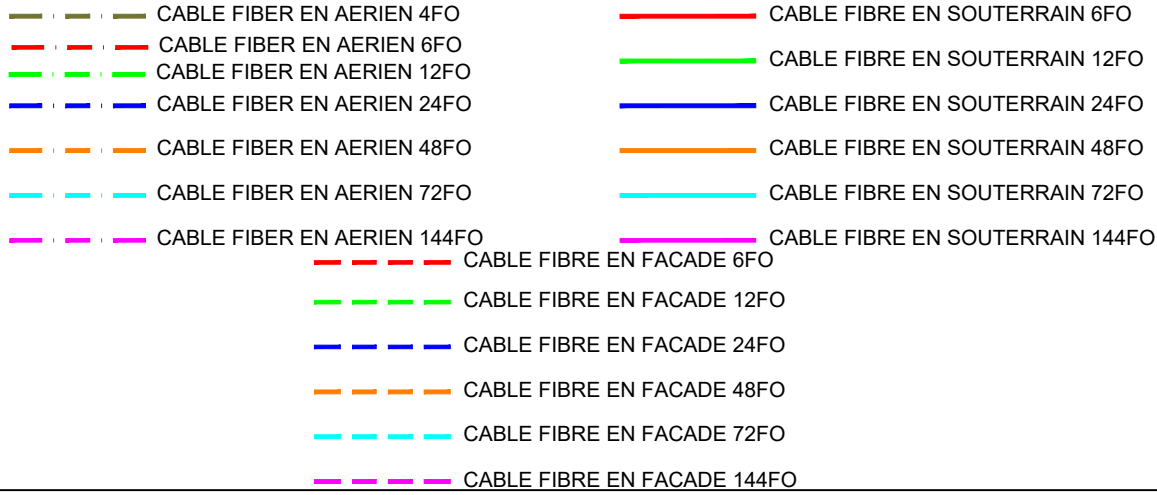 CABLE FIBER EN AERIEN 4FO
CABLE FIBER EN AERIEN 6FO
CABLE FIBER EN AERIEN 12FO
CABLE FIBER EN AERIEN 24FO
CABLE FIBER EN AERIEN 48FO
CABLE FIBER EN AERIEN 72FO
CABLE FIBER EN AERIEN 144FO
CABLE FIBRE EN SOUTERRAIN 6FO
CABLE FIBRE EN SOUTERRAIN 12FO
CABLE FIBRE EN SOUTERRAIN 24FO
CABLE FIBRE EN SOUTERRAIN 48FO
CABLE FIBRE EN SOUTERRAIN 72FO
CABLE FIBRE EN SOUTERRAIN 144FO
CABLE FIBRE EN FACADE 6FO
CABLE FIBRE EN FACADE 12FO
CABLE FIBRE EN FACADE 24FO
CABLE FIBRE EN FACADE 48FO
CABLE FIBRE EN FACADE 72FO
CABLE FIBRE EN FACADE 144FO